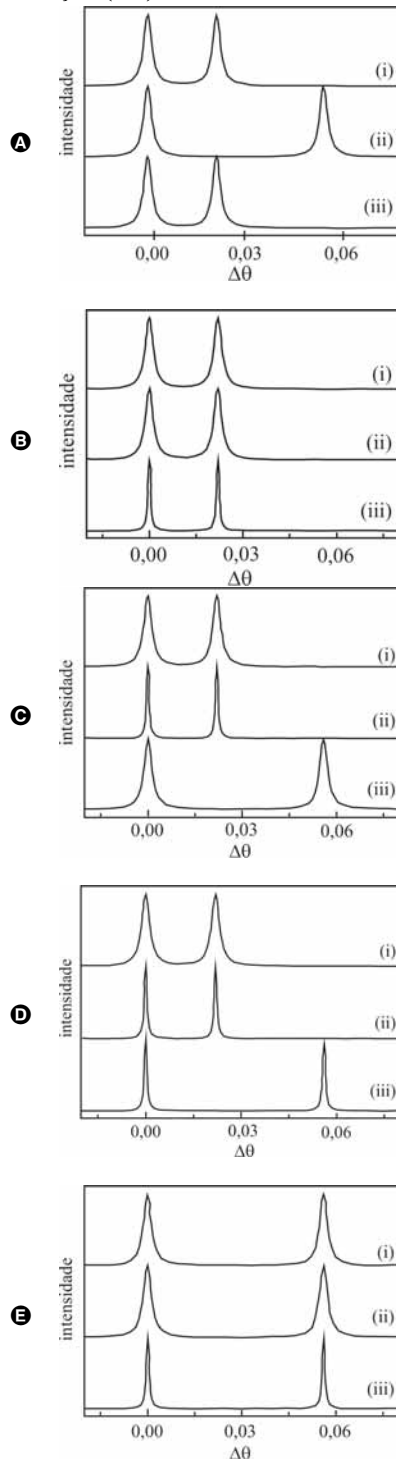 (i)
(ii)
(iii)
intensidade
0,00 0,03 0,06
Δθ
A
(i)
(ii)
(iii)
intensidade
0,00 0,03 0,06
Δθ
B
(i)
(ii)
(iii)
intensidade
0,00 0,03 0,06
Δθ
C
(i)
(ii)
(iii)
intensidade
0,00 0,03 0,06
Δθ
D
(i)
(ii)
(iii)
intensidade
0,00 0,03 0,06
Δθ
E